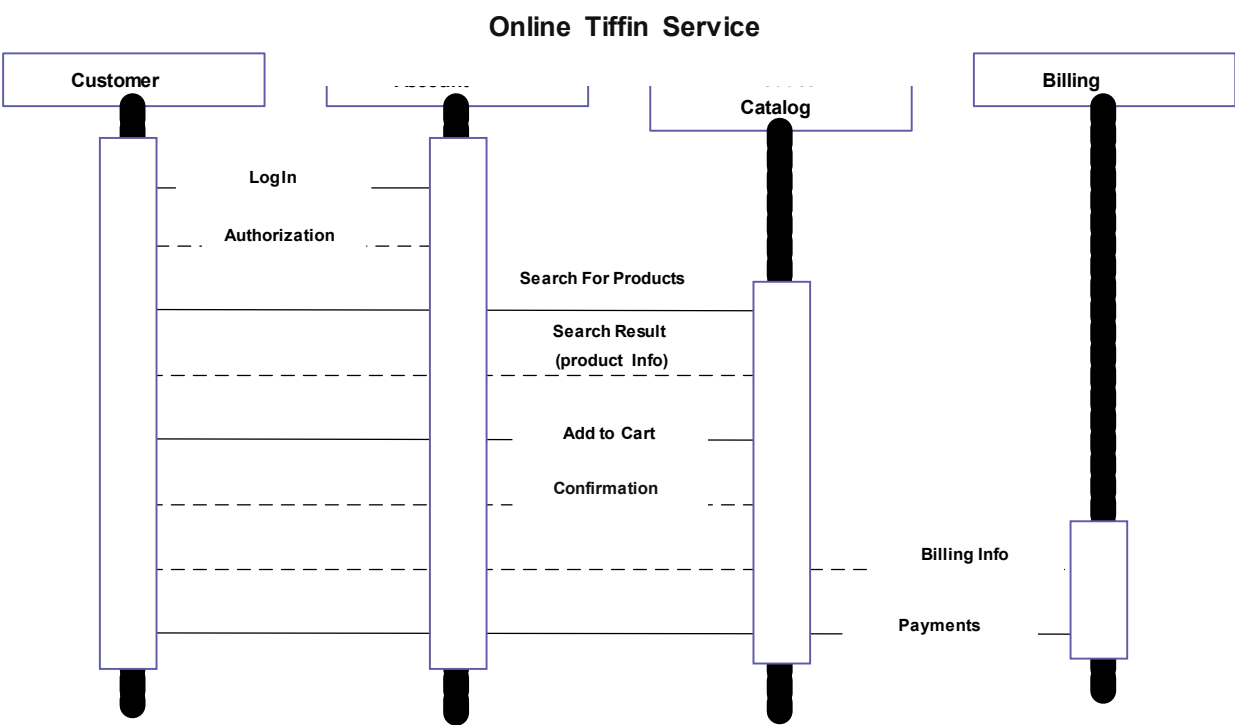 Online Tiffin Service
Customer
Catalog
Billing
LogIn
Authorization
Search For Products
Search Result
(product Info)
Add to Cart
Confirmation
Billing Info
Payments